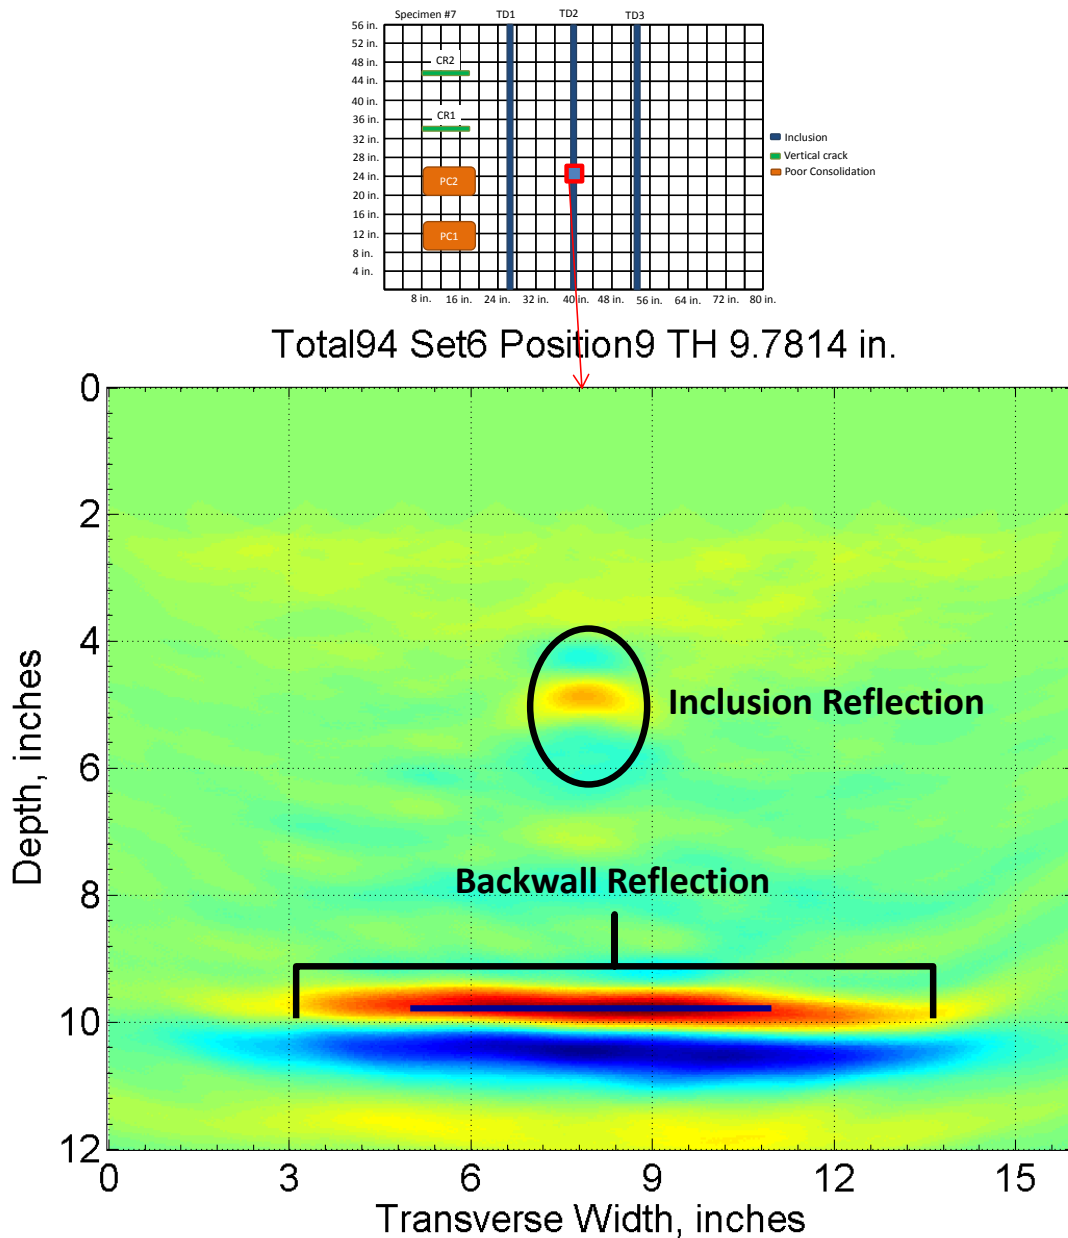 Specimen #7 TD1 TD2 TD3
56 in.
52 in.
48 in.
44 in.
40 in.
36 in.
32 in.
28 in.
24 in.
20 in.
16 in.
12 in.
8 in.
4 in.
CR2
CR1
PC2
PC1
Inclusion
Vertical crack
Poor Consolidation
8 in. 16 in. 24 in. 32 in. 40 in. 48 in. 56 in. 64 in. 72 in. 80 in.
Total94 Set6 Position9 TH 9.7814 in.
0
2
4
6
8
10
12
Depth, inches
Inclusion Reflection
Backwall Reflection
0 3 6 9 12 15
Transverse Width, inches